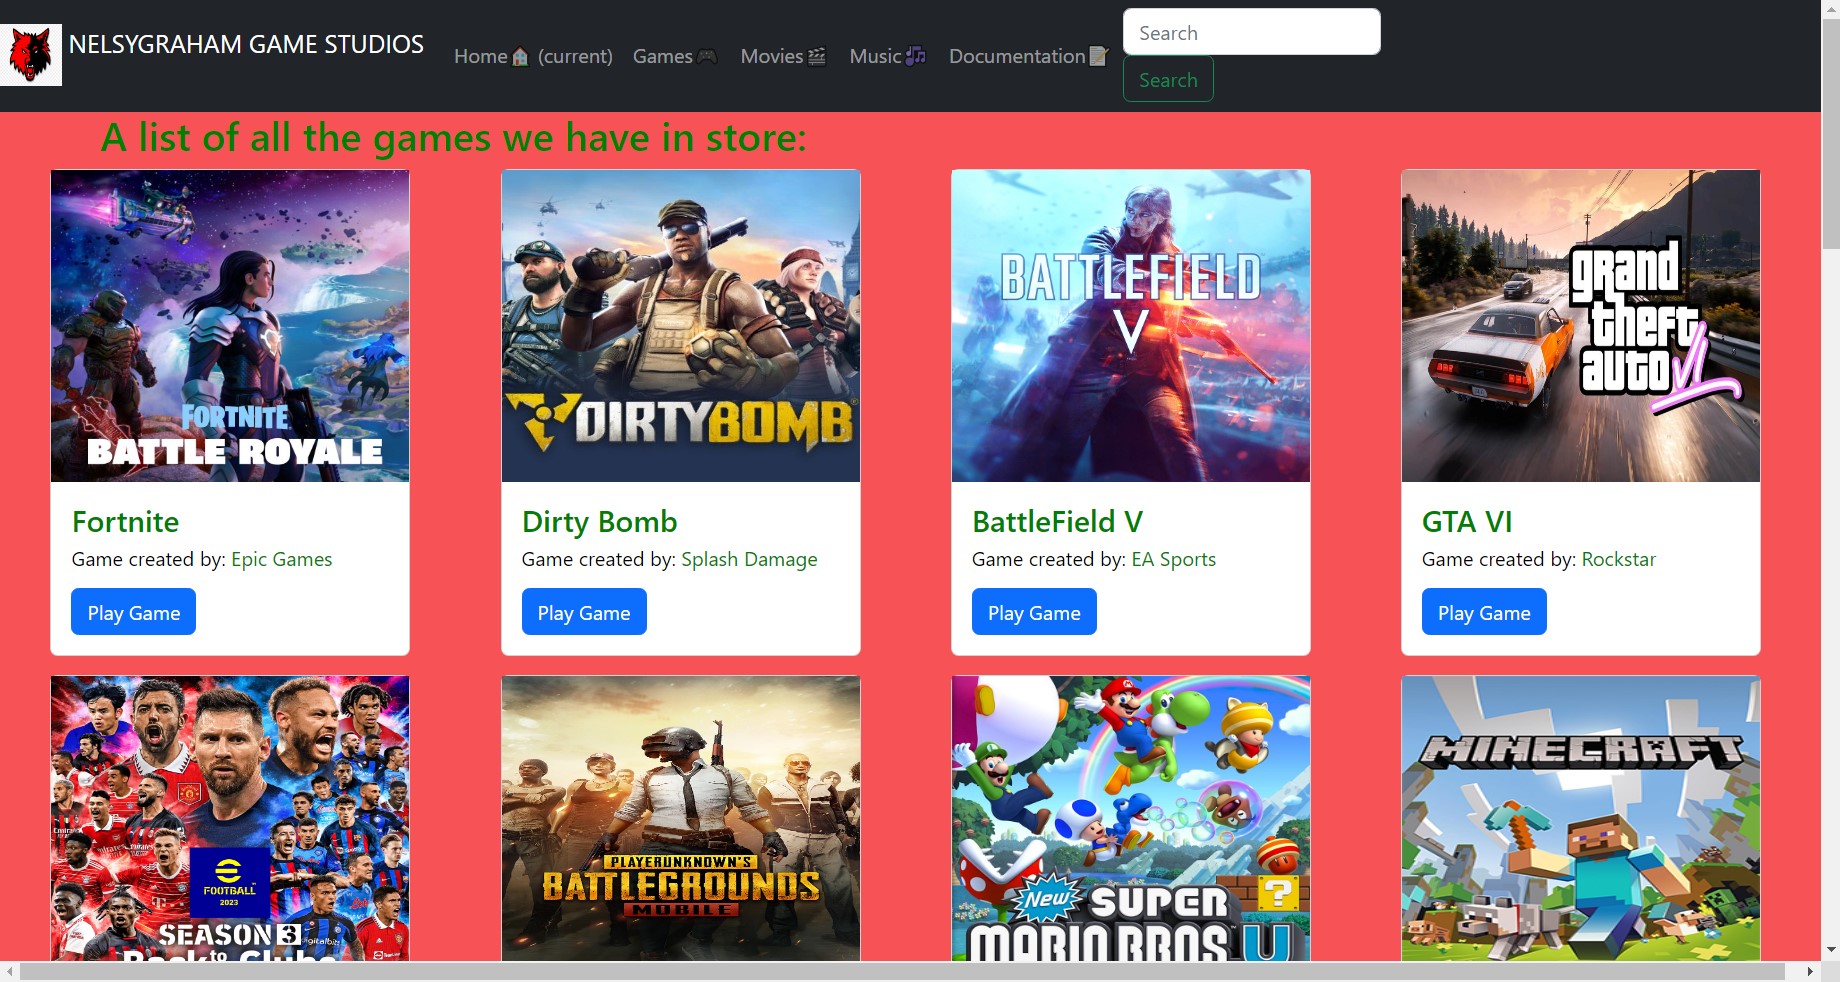 NELSYGRAHAM GAME STUDIOS
Home🏠 (current) Games🎮 Movies🎬 Music🎶 Documentation📝
Search
Search
A list of all the games we have in store:
FORTNITE
BATTLE ROYALE
DIRTYBOMB
BATTLEFIELD
V
grand
theft
auto VI
Fortnite
Game created by: Epic Games
Play Game
Dirty Bomb
Game created by: Splash Damage
Play Game
BattleField V
Game created by: EA Sports
Play Game
GTA VI
Game created by: Rockstar
Play Game
FOOTBALL
2023
SEASON 3
Back to Clubs
PLAYERUNKNOWN'S
BATTLEGROUNDS
MOBILE
New SUPER
MARIO BROS. U
MINECRAFT